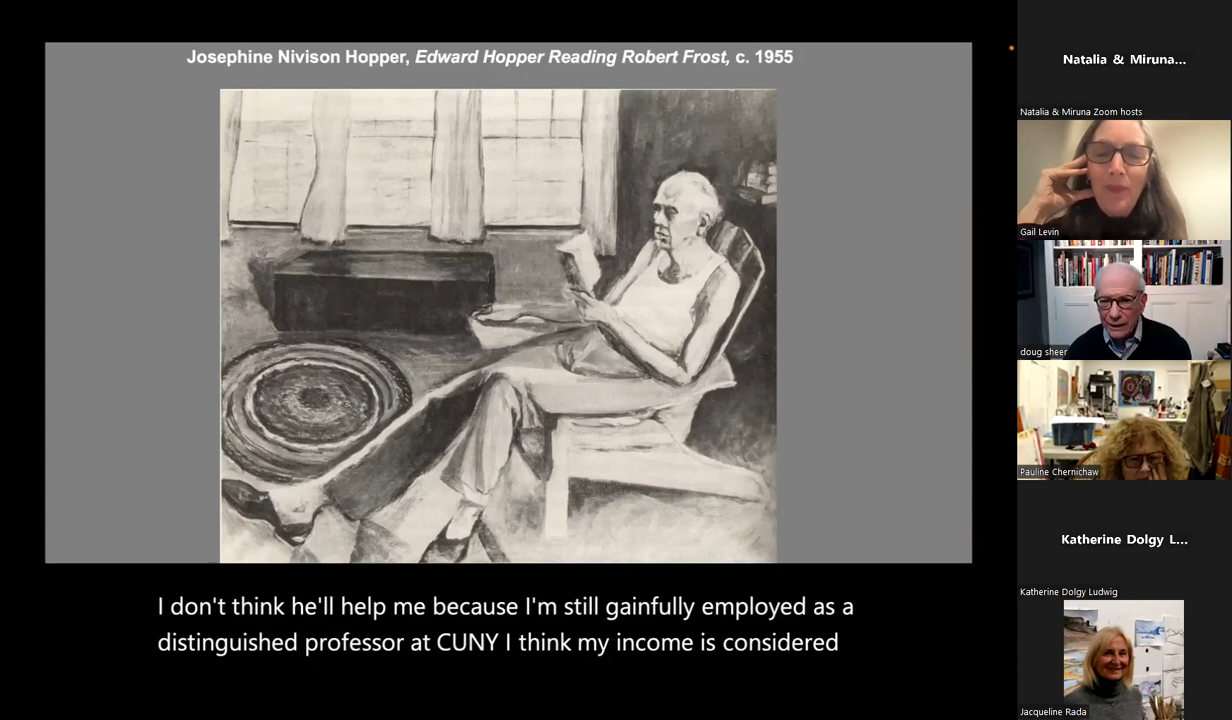 Josephine Nivison Hopper, Edward Hopper Reading Robert Frost, c. 1955
I don't think he'll help me because I'm still gainfully employed as a
distinguished professor at CUNY I think my income is considered
Natalia & Miruna...
Natalia & Miruna Zoom hosts
Gail Levin
doug sheer
Pauline Chernichaw
Katherine Dolgy L...
Katherine Dolgy Ludwig
Jacqueline Rada